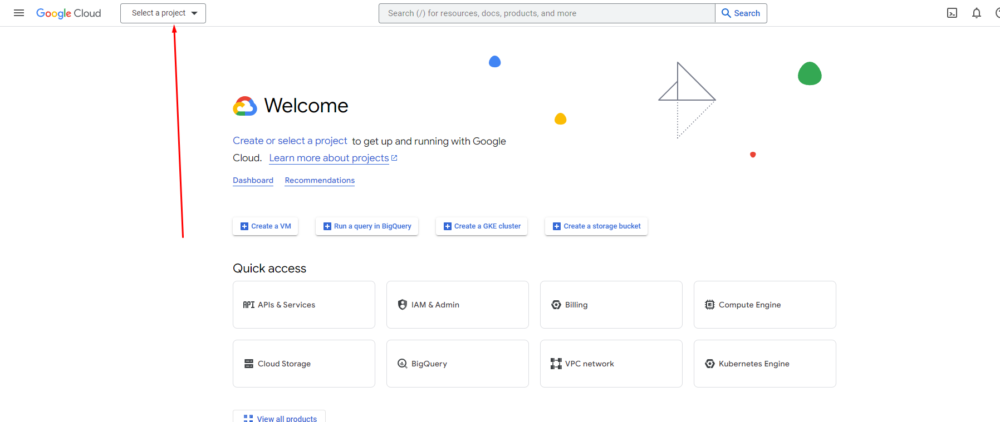 Google Cloud
Select a project
Search (/) for resources, docs, products, and more
Search
Welcome
Create or select a project to get up and running with Google
Cloud. Learn more about projects
Dashboard Recommendations
Create a VM
Run a query in BigQuery
Create a GKE cluster
Create a storage bucket
Quick access
API APIs & Services
IAM & Admin
Billing
Compute Engine
Cloud Storage
BigQuery
VPC network
Kubernetes Engine
View all products